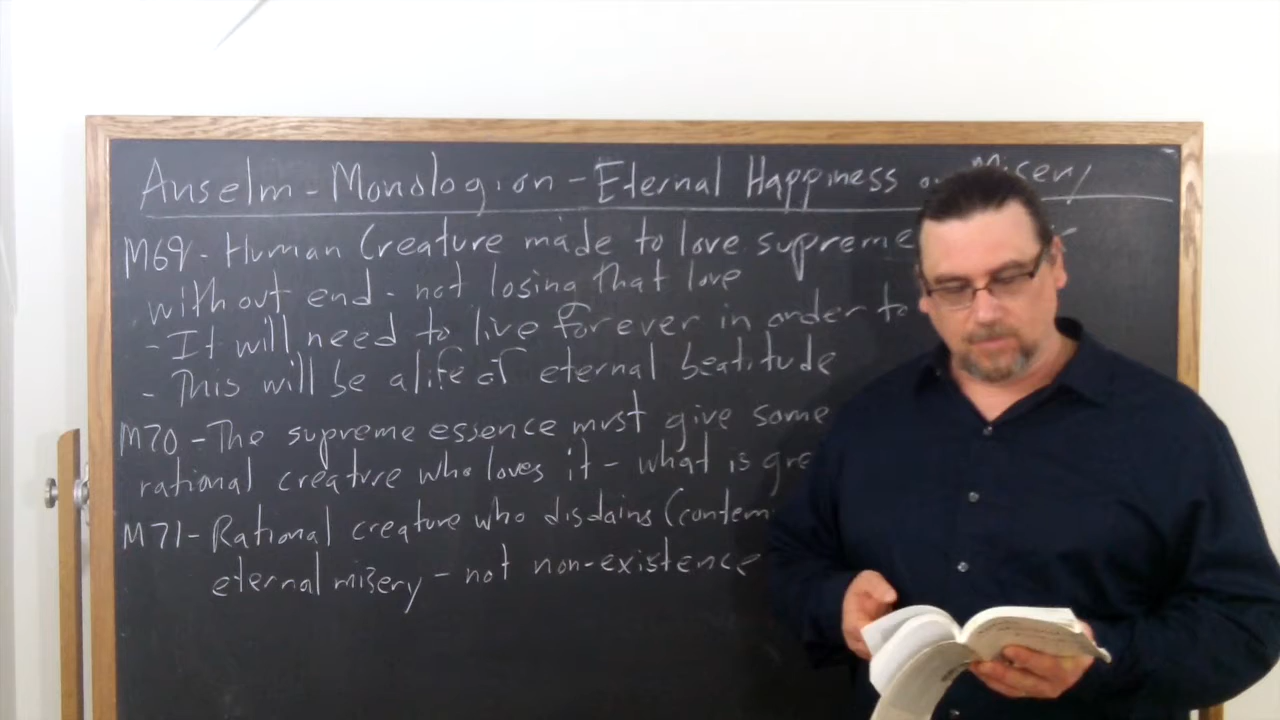 Anselm - Monologion - Eternal Happiness or Misery
M69 - Human Creature made to love supreme
without end - not losing that love
- It will need to live forever in order to
- This will be a life of eternal beatitude
M70 - The supreme essence must give some
rational creature who loves it - what is
M71 - Rational creature who disdains (contem
eternal misery - not non-existence